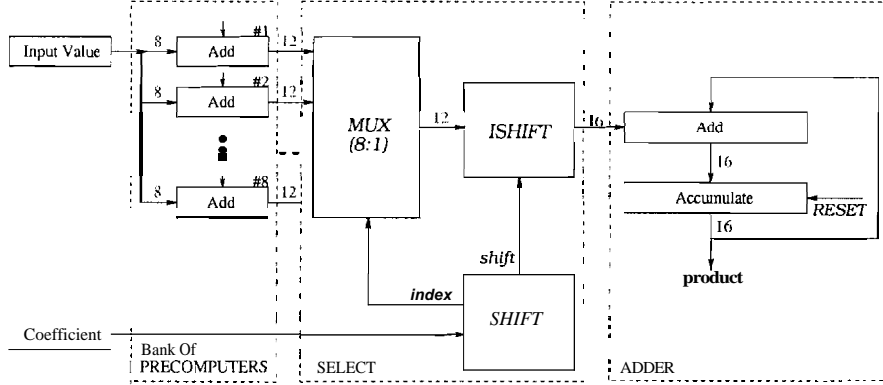 #1
Input Value 8 Add 12
#2
8 Add 12
MUX
(8:1)
12
ISHIFT
16
Add
16
#8
8 Add 12
Accumulate
RESET
16
shift
product
index
SHIFT
Coefficient
Bank Of
PRECOMPUTERS
SELECT
ADDER